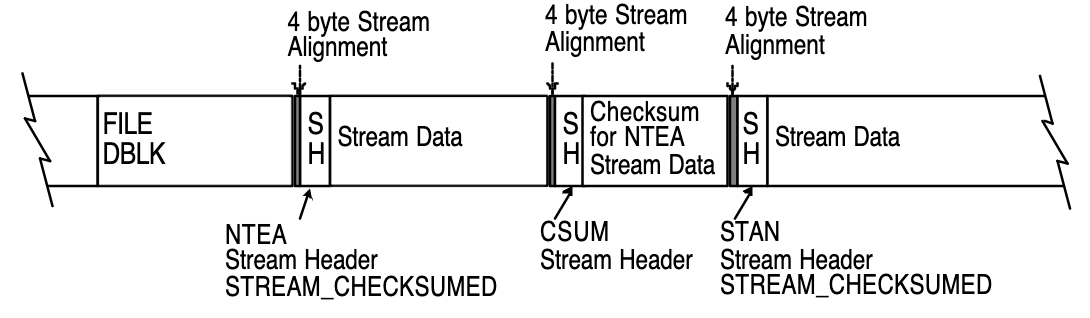 4 byte Stream
Alignment
4 byte Stream
Alignment
4 byte Stream
Alignment
FILE
DBLK
S
H
Stream Data
S
H
Checksum
for NTEA
Stream Data
S
H
Stream Data
NTEA
Stream Header
STREAM_CHECKSUMED
CSUM
Stream Header
STAN
Stream Header
STREAM_CHECKSUMED